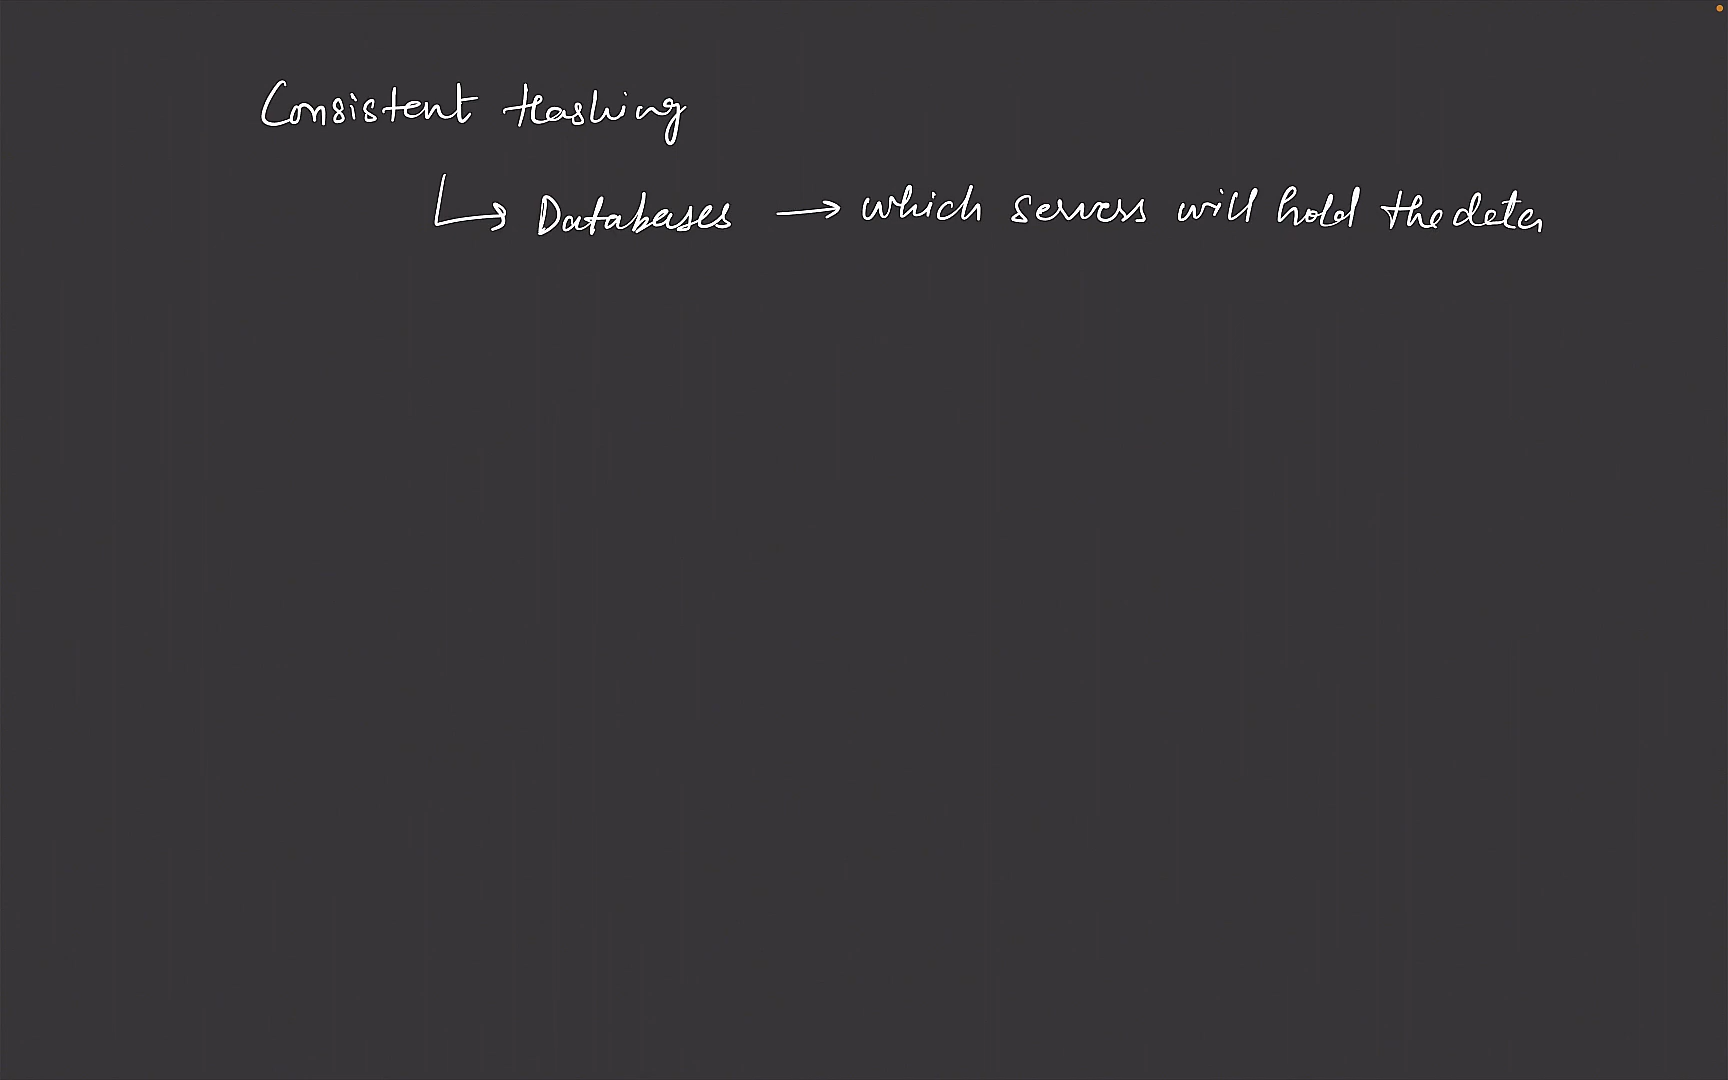 Consistent Hashing
↳ Databases → which servers will hold the data